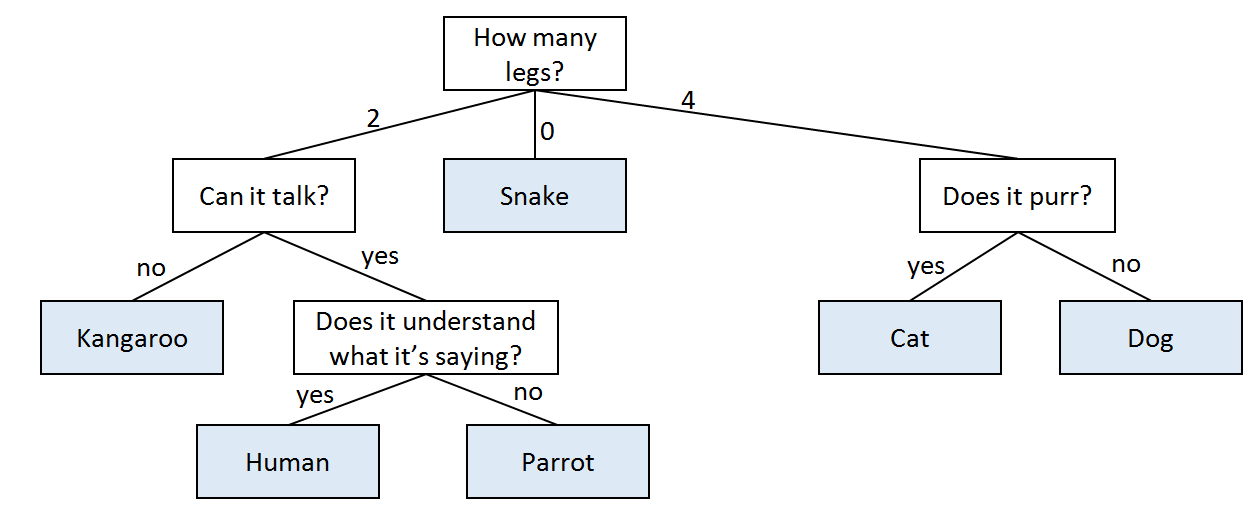 How many
legs?
2
0
4
Can it talk?
Snake
Does it purr?
no
yes
yes
no
Kangaroo
Does it understand
what it’s saying?
Cat
Dog
yes
no
Human
Parrot